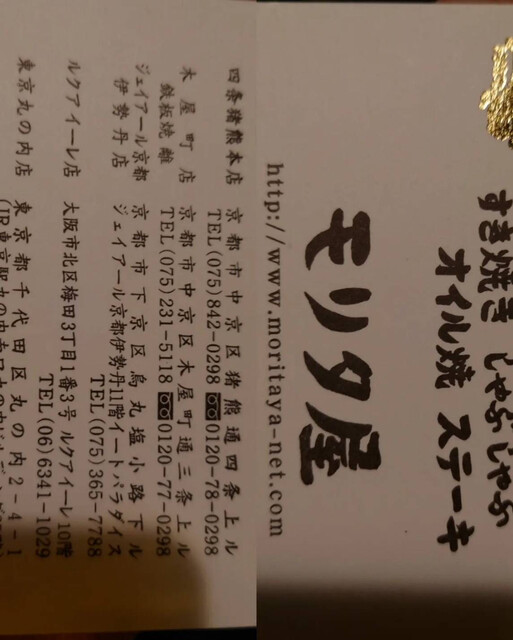 すき焼き しゃぶしゃぶ
オイル焼 ステーキ
モリタ屋
http://www.moritaya-net.com
四条猪熊本店 京都市中京区猪熊通四条上ル
TEL(075)842-0298 0120-78-0298
木屋町店 京都市中京区木屋町通三条上ル
鉄板焼 離 TEL(075)231-5118 0120-77-0298
ジェイアール京都 京都市下京区烏丸塩小路下ル
伊勢丹店 ジェイアール京都伊勢丹11階イートパラダイス
TEL(075)365-7788
ルクアイーレ店 大阪市北区梅田3丁目1番3号 ルクアイーレ10階
TEL(06)6341-1029
東京丸の内店 東京都千代田区丸の内2-4-1